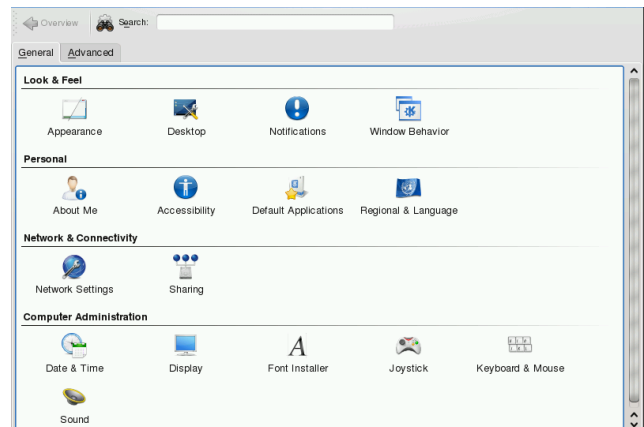 Overview Search:
General Advanced
Look & Feel
Appearance Desktop Notifications Window Behavior
Personal
About Me Accessibility Default Applications Regional & Language
Network & Connectivity
Network Settings Sharing
Computer Administration
Date & Time Display Font Installer Joystick Keyboard & Mouse
Sound